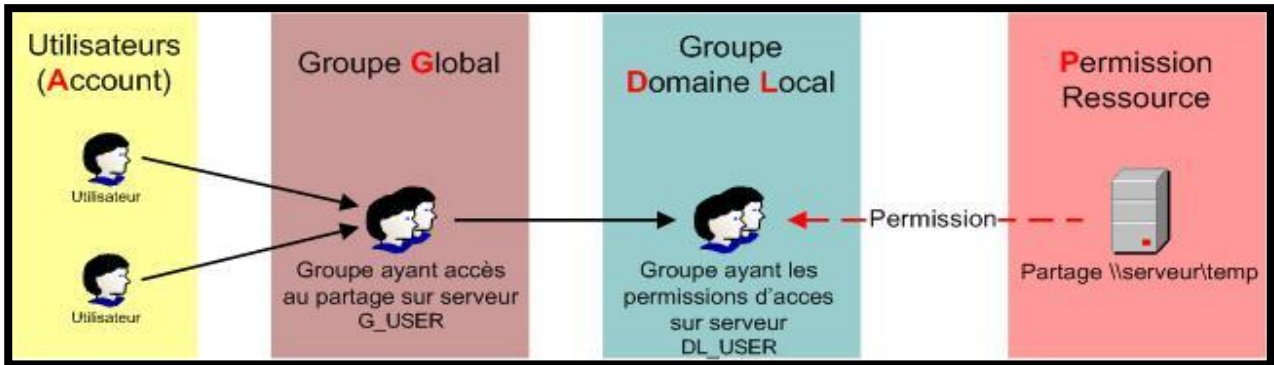 Utilisateurs
(Account)
Utilisateur
Utilisateur
Groupe Global
Groupe ayant accès
au partage sur serveur
G_USER
Groupe
Domaine Local
Groupe ayant les
permissions d'acces
sur serveur
DL_USER
Permission
Permission
Ressource
Partage \\serveur\temp